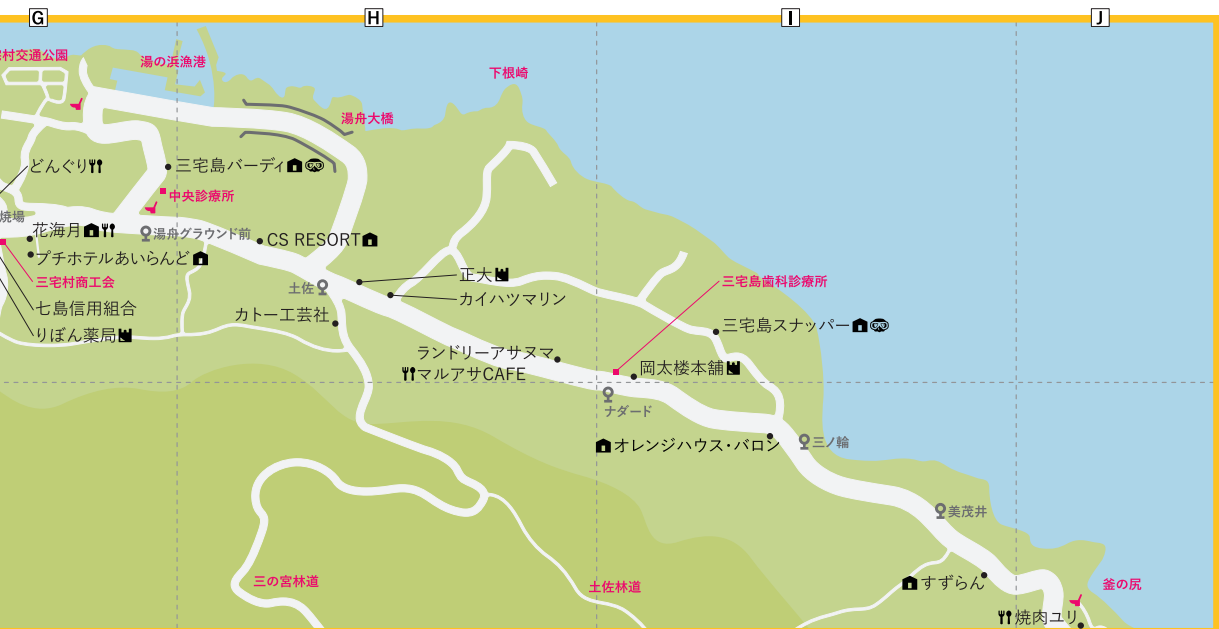 G
H
I
J
村交通公園
湯の浜漁港
下根崎
湯舟大橋
どんぐり
三宅島バーディ
中央診療所
焼場
花海月
湯舟グラウンド前
CS RESORT
プチホテルあいらんど
三宅村商工会
土佐
正大
カイハツマリン
三宅島歯科診療所
七島信用組合
カトー工芸社
りぼん薬局
三宅島スナッパー
ランドリーアサヌマ
マルアサCAFE
岡太楼本舗
ナダード
オレンジハウス・バロン
三ノ輪
美茂井
三の宮林道
土佐林道
すずらん
釜の尻
焼肉ユリ